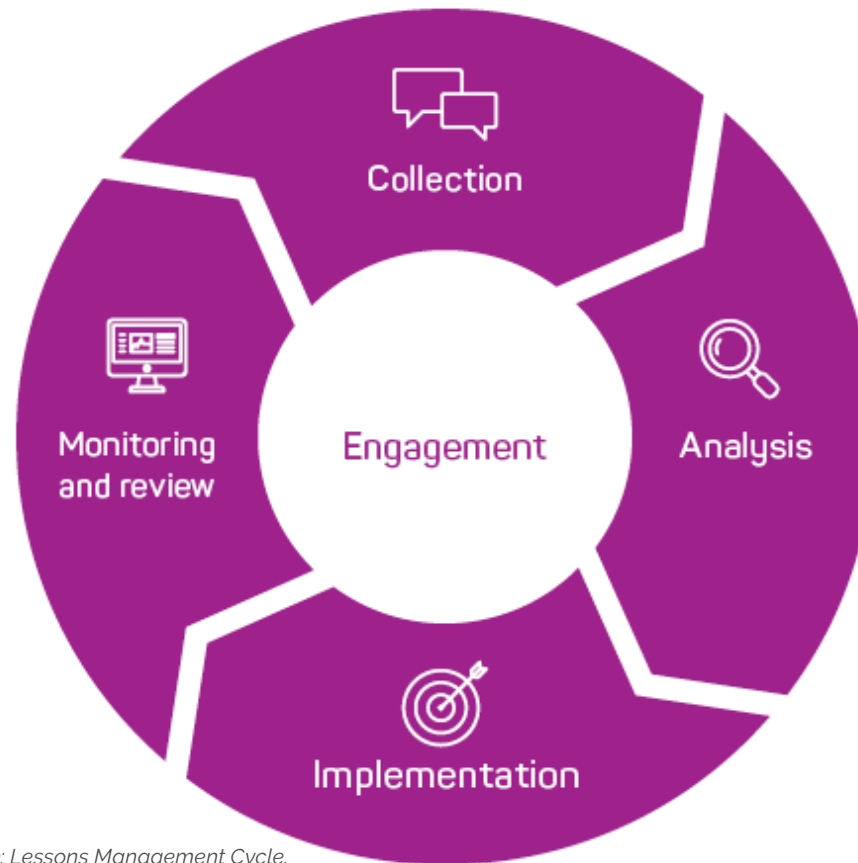 Collection
Monitoring
and review
Engagement
Analysis
Implementation
: Lessons Management Cycle.